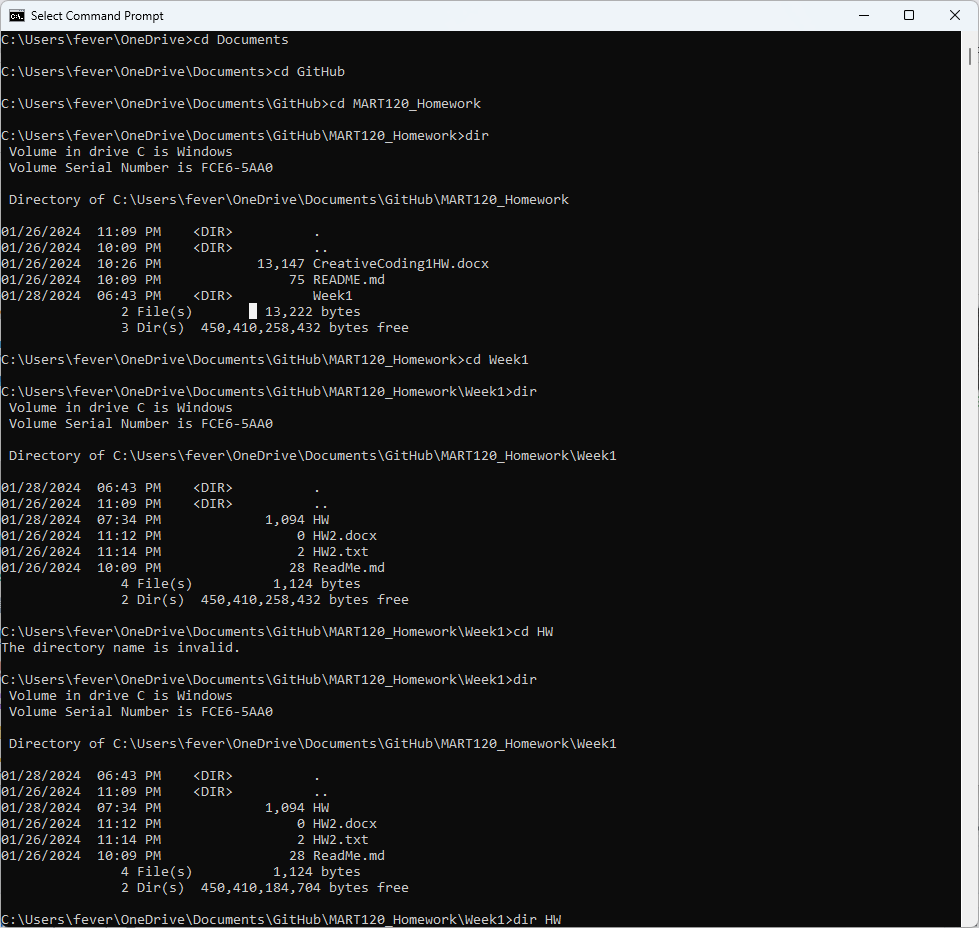 Select Command Prompt
C:\Users\fever\OneDrive>cd Documents
C:\Users\fever\OneDrive\Documents>cd GitHub
C:\Users\fever\OneDrive\Documents\GitHub>cd MART120_Homework
C:\Users\fever\OneDrive\Documents\GitHub\MART120_Homework>dir
 Volume in drive C is Windows
 Volume Serial Number is FCE6-5AA0
 Directory of C:\Users\fever\OneDrive\Documents\GitHub\MART120_Homework
01/26/2024  11:09 PM    <DIR>          .
01/26/2024  10:09 PM    <DIR>          ..
01/26/2024  10:26 PM            13,147 CreativeCoding1HW.docx
01/26/2024  10:09 PM                75 README.md
01/28/2024  06:43 PM    <DIR>          Week1
               2 File(s)         13,222 bytes
               3 Dir(s)  450,410,258,432 bytes free
C:\Users\fever\OneDrive\Documents\GitHub\MART120_Homework>cd Week1
C:\Users\fever\OneDrive\Documents\GitHub\MART120_Homework\Week1>dir
 Volume in drive C is Windows
 Volume Serial Number is FCE6-5AA0
 Directory of C:\Users\fever\OneDrive\Documents\GitHub\MART120_Homework\Week1
01/28/2024  06:43 PM    <DIR>          .
01/26/2024  11:09 PM    <DIR>          ..
01/28/2024  07:34 PM             1,094 HW
01/26/2024  11:12 PM                 0 HW2.docx
01/26/2024  11:14 PM                 2 HW2.txt
01/26/2024  10:09 PM                28 ReadMe.md
               4 File(s)          1,124 bytes
               2 Dir(s)  450,410,258,432 bytes free
C:\Users\fever\OneDrive\Documents\GitHub\MART120_Homework\Week1>cd HW
The directory name is invalid.
C:\Users\fever\OneDrive\Documents\GitHub\MART120_Homework\Week1>dir
 Volume in drive C is Windows
 Volume Serial Number is FCE6-5AA0
 Directory of C:\Users\fever\OneDrive\Documents\GitHub\MART120_Homework\Week1
01/28/2024  06:43 PM    <DIR>          .
01/26/2024  11:09 PM    <DIR>          ..
01/28/2024  07:34 PM             1,094 HW
01/26/2024  11:12 PM                 0 HW2.docx
01/26/2024  11:14 PM                 2 HW2.txt
01/26/2024  10:09 PM                28 ReadMe.md
               4 File(s)          1,124 bytes
               2 Dir(s)  450,410,184,704 bytes free
C:\Users\fever\OneDrive\Documents\GitHub\MART120_Homework\Week1>dir HW